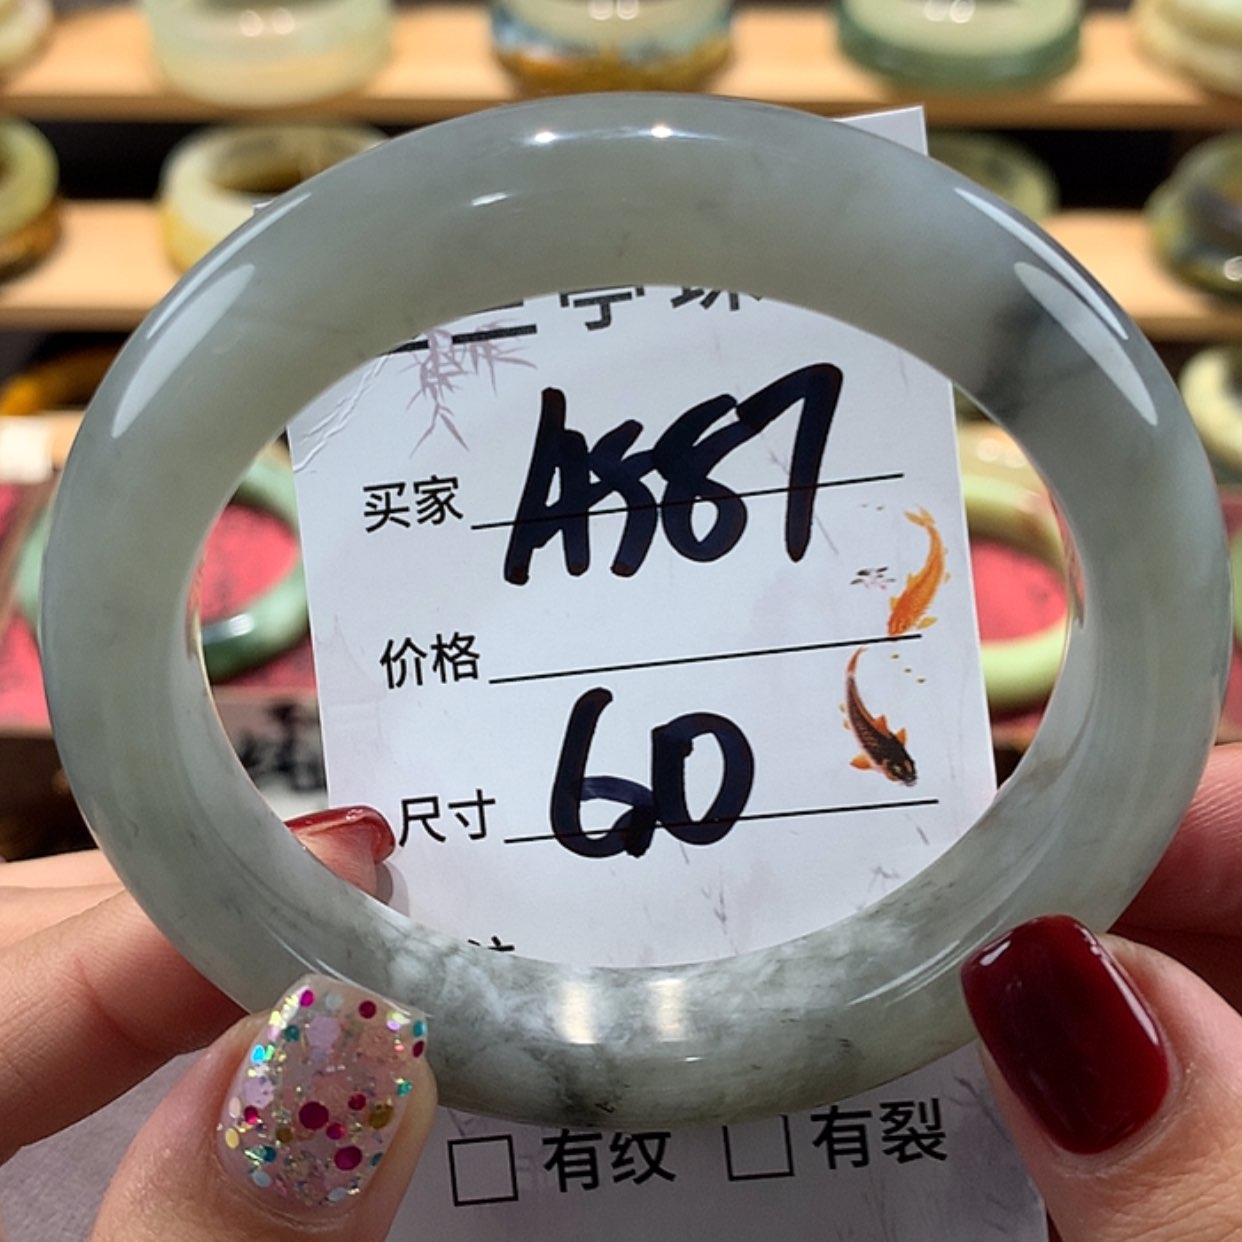 买家 A587
价格
尺寸 60
有纹 有裂